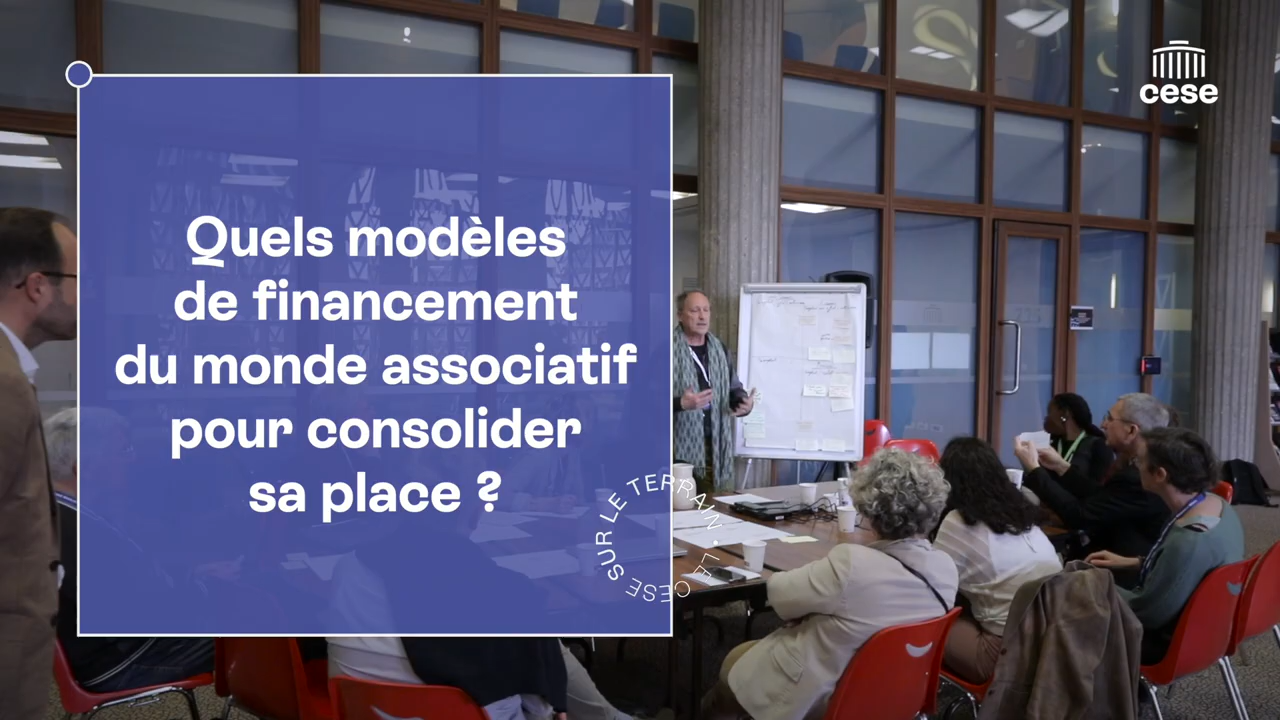 cese
Quels modèles
de financement
du monde associatif
pour consolider
sa place ?
LE CESE SUR LE TERRAIN •